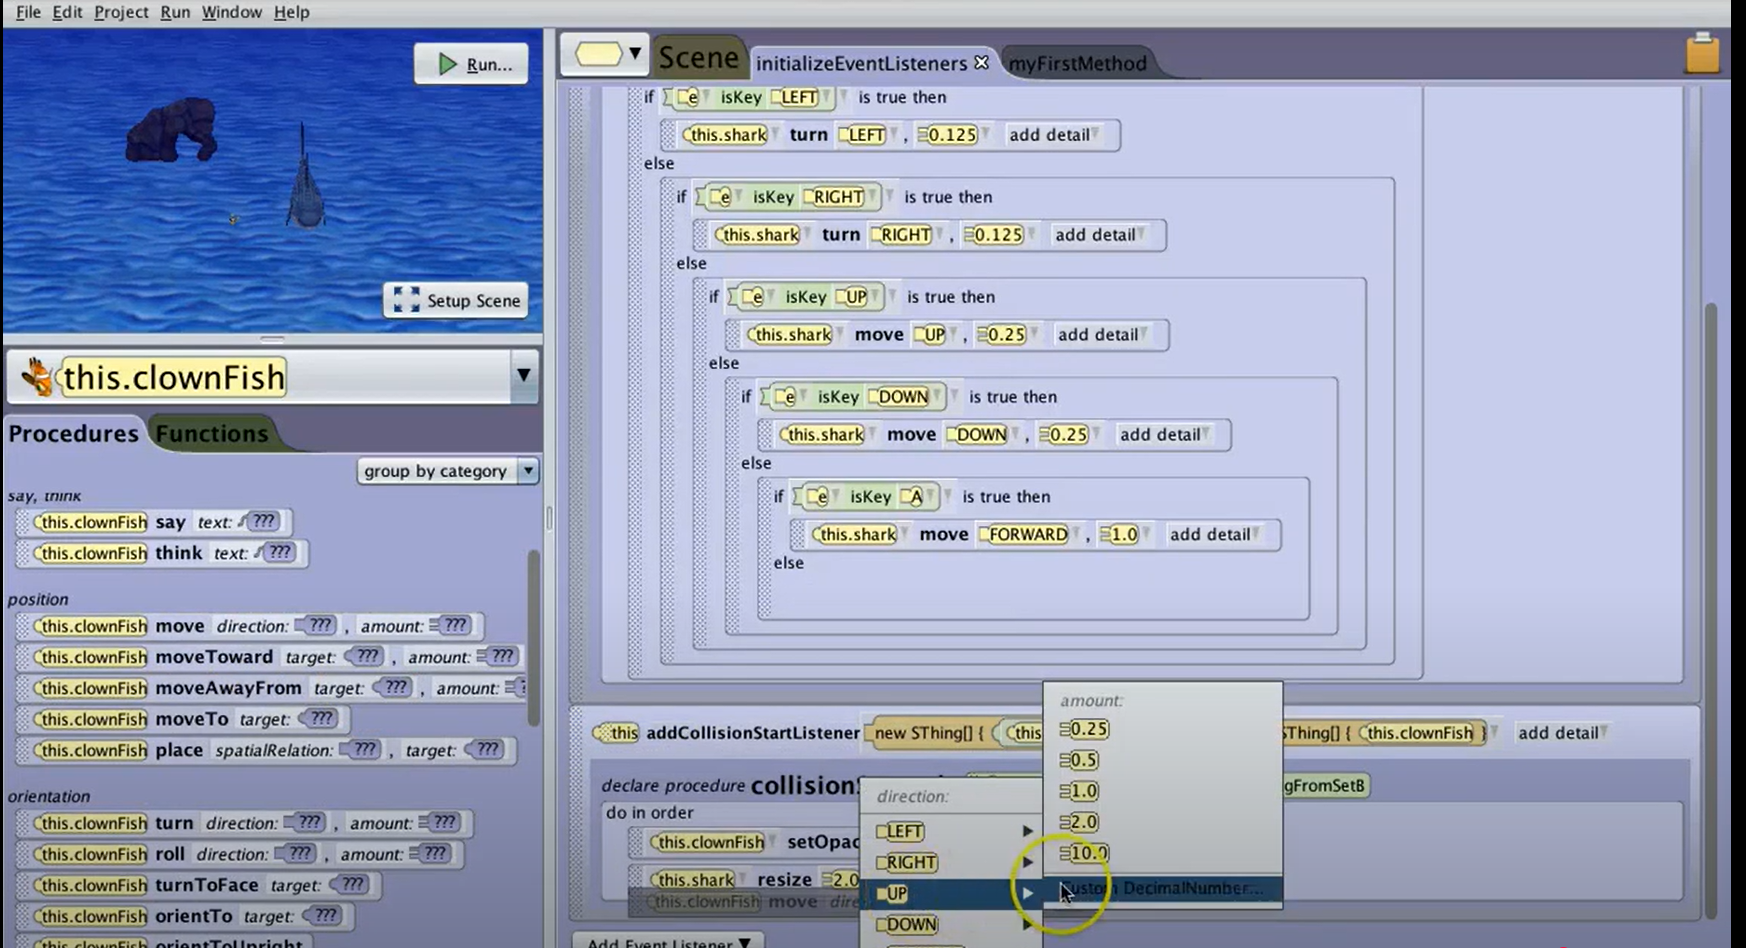 File Edit Project Run Window Help
Run...
Setup Scene
this.clownFish
Procedures Functions
group by category
say, think
this.clownFish say text: ???
this.clownFish think text: ???
position
this.clownFish move direction: ??? , amount: ???
this.clownFish moveToward target: ??? , amount: ???
this.clownFish moveAwayFrom target: ??? , amount:
this.clownFish moveTo target: ???
this.clownFish place spatialRelation: ??? , target: ???
orientation
this.clownFish turn direction: ??? , amount: ???
this.clownFish roll direction: ??? , amount: ???
this.clownFish turnToFace target: ???
this.clownFish orientTo target: ???
this.clownFish orientToUpright
Scene initializeEventListeners myFirstMethod
if e isKey LEFT is true then
this.shark turn LEFT , 0.125 add detail
else
if e isKey RIGHT is true then
this.shark turn RIGHT , 0.125 add detail
else
if e isKey UP is true then
this.shark move UP , 0.25 add detail
else
if e isKey DOWN is true then
this.shark move DOWN , 0.25 add detail
else
if e isKey A is true then
this.shark move FORWARD , 1.0 add detail
else
this addCollisionStartListener new SThing[] { this Thing[] { this.clownFish } add detail
declare procedure collisionS gFromSetB
do in order
this.clownFish setOpac
this.shark resize 2.0
this.clownFish move dire
Add Event Listener
direction:
LEFT
RIGHT
UP
DOWN
amount:
0.25
0.5
1.0
2.0
10.0
Custom DecimalNumber...